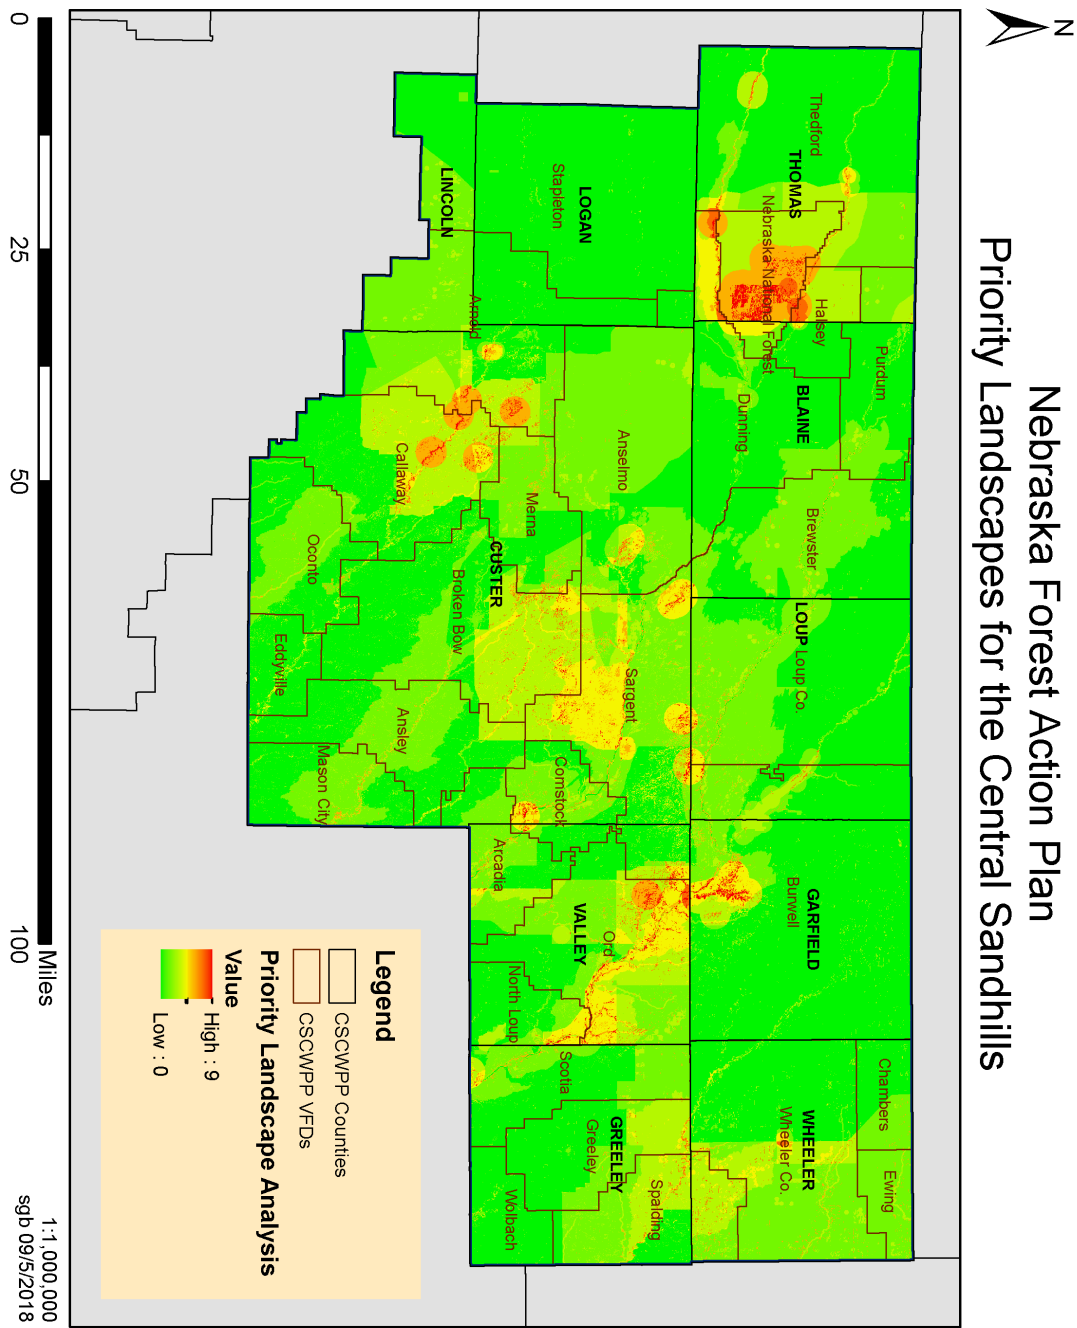 Nebraska Forest Action Plan
Priority Landscapes for the Central Sandhills
N
Thedford
THOMAS
Nebraska National Forest
Halsey
Purdum
BLAINE
Dunning
Brewster
LOUP
Loup Co.
GARFIELD
Burwell
Chambers
Ewing
WHEELER
Wheeler Co.
LOGAN
Stapleton
LINCOLN
Arnold
Anselmo
Merna
Callaway
CUSTER
Broken Bow
Oconto
Eddyville
Sargent
Ansley
Mason City
Comstock
Arcadia
VALLEY
Ord
North Loup
Scotia
GREELEY
Greeley
Spalding
Wolbach
Legend
CSCWPP Counties
CSCWPP VFDs
Priority Landscape Analysis
Value
High : 9
Low : 0
0
25
50
100
Miles
1:1,000,000
sgb 09/5/2018